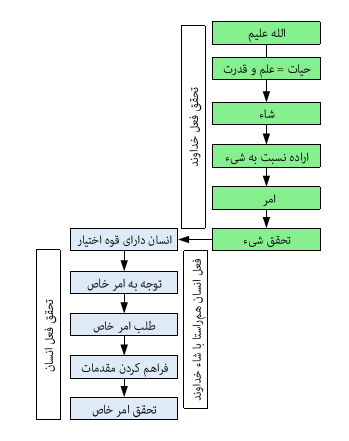 الله علیم
حیات = علم و قدرت
شاء
اراده نسبت به شیء
امر
تحقق شیء
تحقق فعل خداوند
انسان دارای قوه اختیار
توجه به امر خاص
طلب امر خاص
فراهم کردن مقدمات
تحقق امر خاص
فعل انسان هم‌راستا با شاء خداوند
تحقق فعل انسان